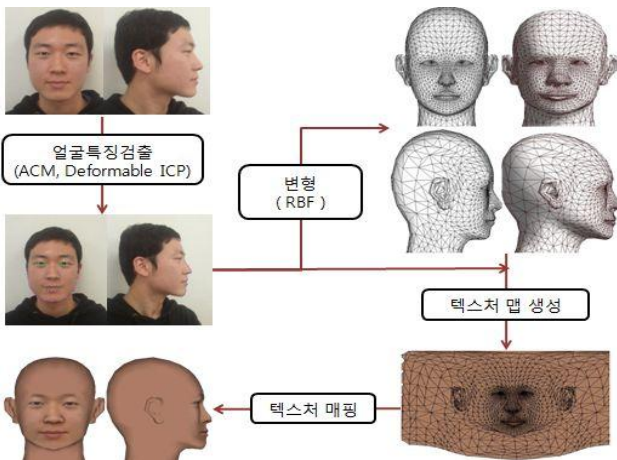 얼굴특징검출
(ACM, Deformable ICP)
변형
( RBF )
텍스처 맵 생성
텍스처 매핑